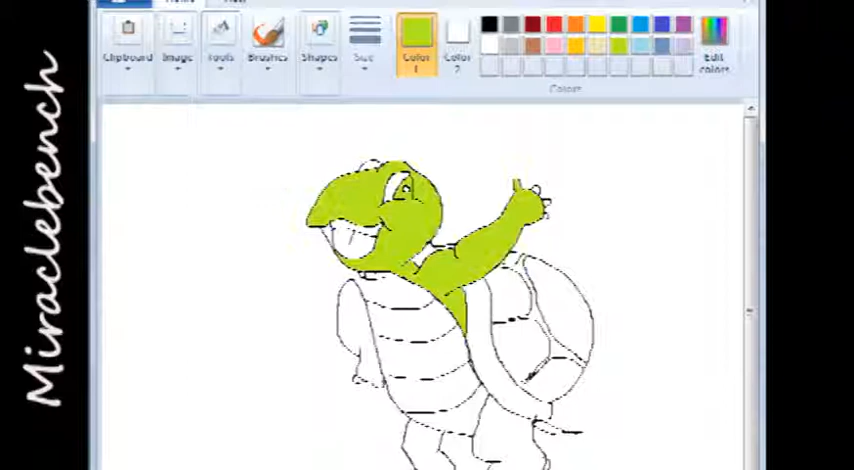 Clipboard
Image
Tools
Brushes
Shapes
Size
Color
1
Color
2
Edit
colors
Colors
Miraclebench